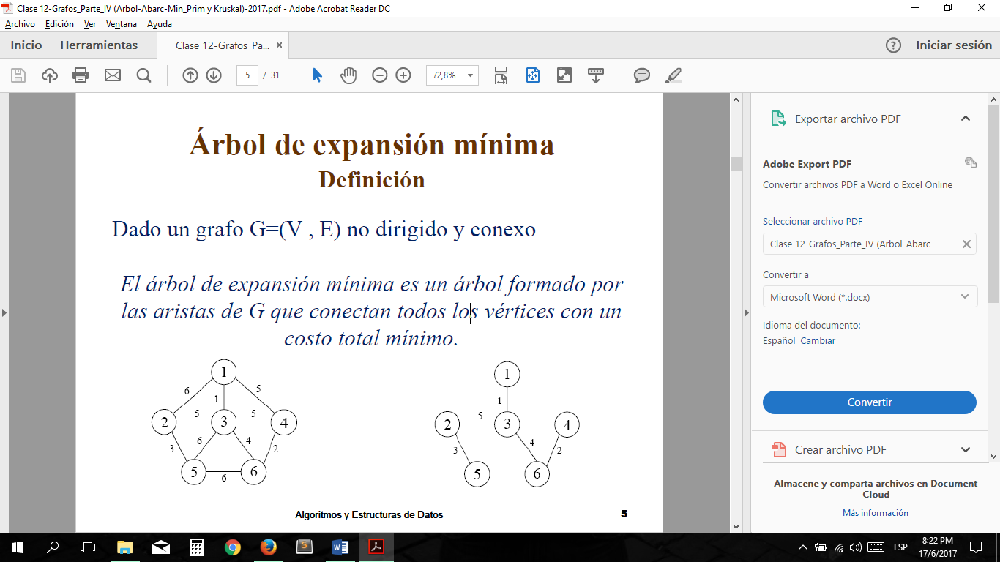 Clase 12-Grafos_Parte_IV (Arbol-Abarc-Min_Prim y Kruskal)-2017.pdf - Adobe Acrobat Reader DC
Archivo Edición Ver Ventana Ayuda
Inicio Herramientas Clase 12-Grafos_Pa... × ? Iniciar sesión
5 / 31 72,8%
Árbol de expansión mínima
Definición
Dado un grafo G=(V , E) no dirigido y conexo
El árbol de expansión mínima es un árbol formado por
las aristas de G que conectan todos los vértices con un
costo total mínimo.
1
6 5
1
2 5 3 5 4
3 6 4 2
5 6
6
1
1
2 5 3 4
3 4 2
5 6
Algoritmos y Estructuras de Datos 5
Exportar archivo PDF
Adobe Export PDF
Convertir archivos PDF a Word o Excel Online
Seleccionar archivo PDF
Clase 12-Grafos_Parte_IV (Arbol-Abarc-
Convertir a
Microsoft Word (*.docx)
Idioma del documento:
Español Cambiar
Convertir
Crear archivo PDF
Almacene y comparta archivos en Document
Cloud
Más información
S W ESP 8:22 PM
17/6/2017